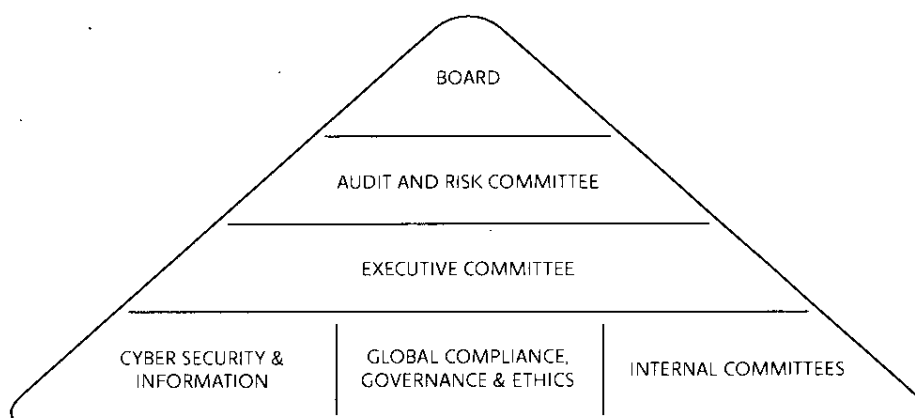 BOARD
AUDIT AND RISK COMMITTEE
EXECUTIVE COMMITTEE
CYBER SECURITY &
INFORMATION
GLOBAL COMPLIANCE,
GOVERNANCE & ETHICS
INTERNAL COMMITTEES